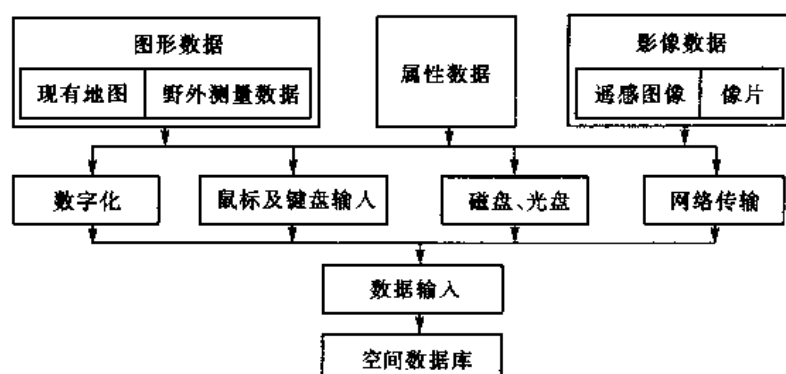 图形数据
现有地图
野外测量数据
属性数据
影像数据
遥感图像
像片
数字化
鼠标及键盘输人
磁盘、光盘
网络传输
数据输入
空间数据库